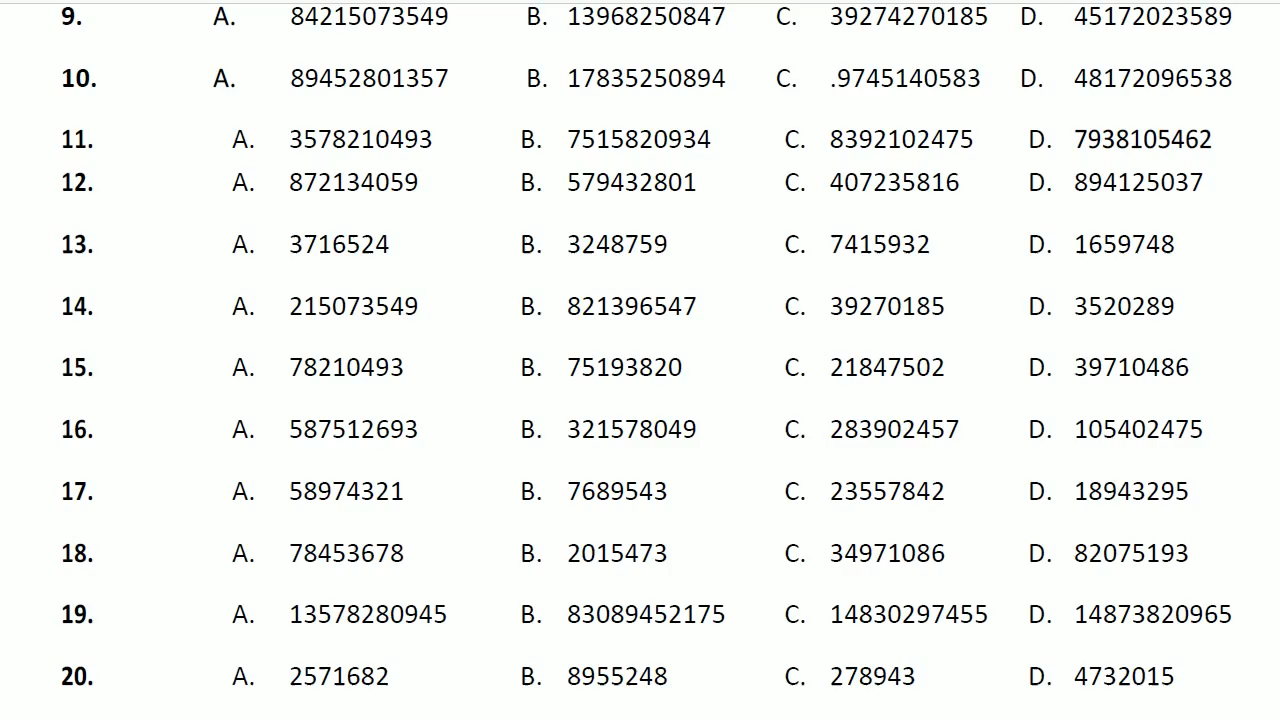 9. A. 84215073549 B. 13968250847 C. 39274270185 D. 45172023589
10. A. 89452801357 B. 17835250894 C. .9745140583 D. 48172096538
11. A. 3578210493 B. 7515820934 C. 8392102475 D. 7938105462
12. A. 872134059 B. 579432801 C. 407235816 D. 894125037
13. A. 3716524 B. 3248759 C. 7415932 D. 1659748
14. A. 215073549 B. 821396547 C. 39270185 D. 3520289
15. A. 78210493 B. 75193820 C. 21847502 D. 39710486
16. A. 587512693 B. 321578049 C. 283902457 D. 105402475
17. A. 58974321 B. 7689543 C. 23557842 D. 18943295
18. A. 78453678 B. 2015473 C. 34971086 D. 82075193
19. A. 13578280945 B. 83089452175 C. 14830297455 D. 14873820965
20. A. 2571682 B. 8955248 C. 278943 D. 4732015